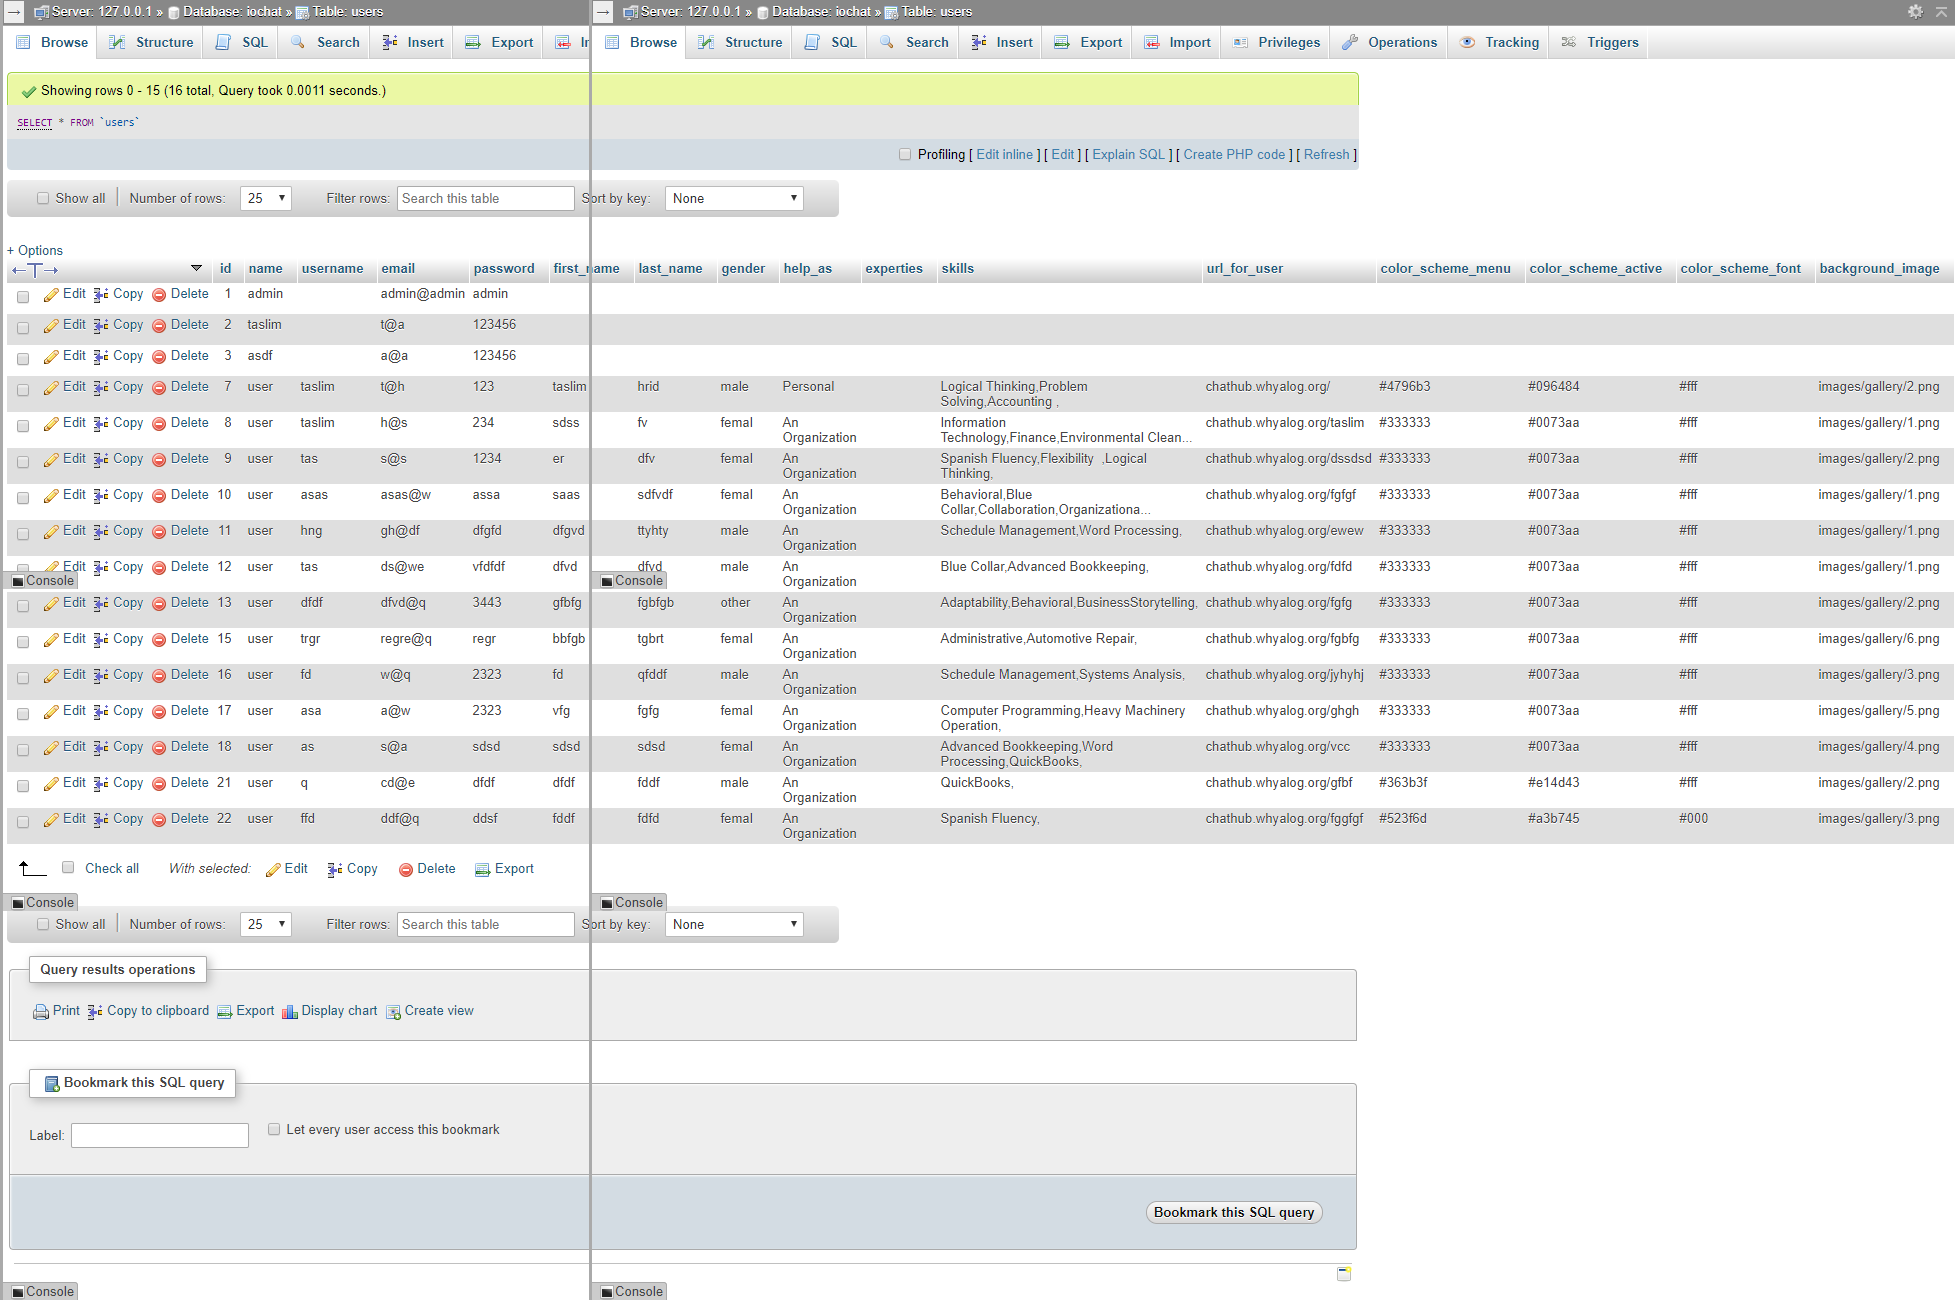 Server: 127.0.0.1 » Database: iochat » Table: users
Server: 127.0.0.1 » Database: iochat » Table: users
Browse Structure SQL Search Insert Export
Browse Structure SQL Search Insert Export Import Privileges Operations Tracking Triggers
Showing rows 0 - 15 (16 total, Query took 0.0011 seconds.)
SELECT * FROM `users`
Profiling [ Edit inline ] [ Edit ] [ Explain SQL ] [ Create PHP code ] [ Refresh ]
Show all Number of rows: 25 Filter rows: Search this table Sort by key: None
+ Options
id name username email password first_name last_name gender help_as experties skills url_for_user color_scheme_menu color_scheme_active color_scheme_font background_image
Edit Copy Delete 1 admin admin@admin admin
Edit Copy Delete 2 taslim t@a 123456
Edit Copy Delete 3 asdf a@a 123456
Edit Copy Delete 7 user taslim t@h 123 taslim hrid male Personal Logical Thinking,Problem chathub.whyalog.org/ #4796b3 #096484 #fff images/gallery/2.png
Solving,Accounting ,
Edit Copy Delete 8 user taslim h@s 234 sdss fv femal An Information chathub.whyalog.org/taslim #333333 #0073aa #fff images/gallery/1.png
Organization Technology,Finance,Environmental Clean...
Edit Copy Delete 9 user tas s@s 1234 er dfv femal An Spanish Fluency,Flexibility ,Logical chathub.whyalog.org/dssdsd #333333 #0073aa #fff images/gallery/2.png
Organization Thinking,
Edit Copy Delete 10 user asas asas@w assa saas sdfvdf femal An Behavioral,Blue chathub.whyalog.org/fgfgf #333333 #0073aa #fff images/gallery/1.png
Organization Collar,Collaboration,Organizationa...
Edit Copy Delete 11 user hng gh@df dfgfd dfgvd ttyhty male An Schedule Management,Word Processing, chathub.whyalog.org/ewew #333333 #0073aa #fff images/gallery/1.png
Organization
Edit Copy Delete 12 user tas ds@we vfdfdf dfvd dfvd male An Blue Collar,Advanced Bookkeeping, chathub.whyalog.org/fdfd #333333 #0073aa #fff images/gallery/1.png
Console Console Organization
Edit Copy Delete 13 user dfdf dfvd@q 3443 gfbfg fgbfgb other An Adaptability,Behavioral,BusinessStorytelling, chathub.whyalog.org/fgfg #333333 #0073aa #fff images/gallery/2.png
Organization
Edit Copy Delete 15 user trgr regre@q regr bbfgb tgbrt femal An Administrative,Automotive Repair, chathub.whyalog.org/fgbfg #333333 #0073aa #fff images/gallery/6.png
Organization
Edit Copy Delete 16 user fd w@q 2323 fd qfddf male An Schedule Management,Systems Analysis, chathub.whyalog.org/jyhyhj #333333 #0073aa #fff images/gallery/3.png
Organization
Edit Copy Delete 17 user asa a@w 2323 vfg fgfg femal An Computer Programming,Heavy Machinery chathub.whyalog.org/ghgh #333333 #0073aa #fff images/gallery/5.png
Organization Operation,
Edit Copy Delete 18 user as s@a sdsd sdsd sdsd femal An Advanced Bookkeeping,Word chathub.whyalog.org/vcc #333333 #0073aa #fff images/gallery/4.png
Organization Processing,QuickBooks,
Edit Copy Delete 21 user q cd@e dfdf dfdf fddf male An QuickBooks, chathub.whyalog.org/gfbf #363b3f #e14d43 #fff images/gallery/2.png
Organization
Edit Copy Delete 22 user ffd ddf@q ddsf fddf fdfd femal An Spanish Fluency, chathub.whyalog.org/fggfgf #523f6d #a3b745 #000 images/gallery/3.png
Organization
Check all With selected: Edit Copy Delete Export
Console Console
Show all Number of rows: 25 Filter rows: Search this table Sort by key: None
Query results operations
Print Copy to clipboard Export Display chart Create view
Bookmark this SQL query
Label: Let every user access this bookmark
Bookmark this SQL query
Console Console